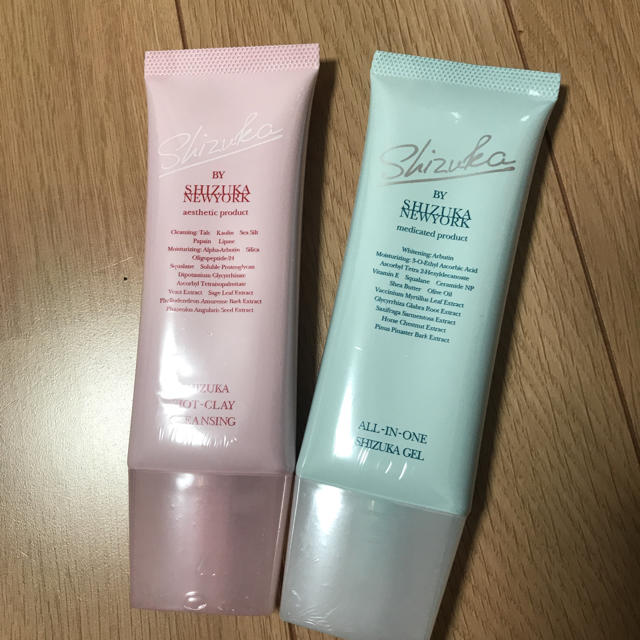 Shizuka
BY
SHIZUKA
NEWYORK
aesthetic product
Cleansing: Talc Kaolin Sea Silt
Papain Lipase
Moisturizing: Alpha-Arbutin Silica
Oligopeptide-24
Squalane Soluble Proteoglycan
Dipotassium Glycyrrhizate
Ascorbyl Tetraisopalmitate
Yeast Extract Sage Leaf Extract
Phellodendron Amurense Bark Extract
Phaseolus Angularis Seed Extract
SHIZUKA
HOT-CLAY
CLEANSING
Shizuka
BY
SHIZUKA
NEWYORK
medicated product
Whitening: Arbutin
Moisturizing: 3-O-Ethyl Ascorbic Acid
Ascorbyl Tetra 2-Hexyldecanoate
Vitamin E Squalane Ceramide NP
Shea Butter Olive Oil
Vaccinium Myrtillus Leaf Extract
Glycyrrhiza Glabra Root Extract
Saxifraga Sarmentosa Extract
Horse Chestnut Extract
Pinus Pinaster Bark Extract
ALL-IN-ONE
SHIZUKA GEL